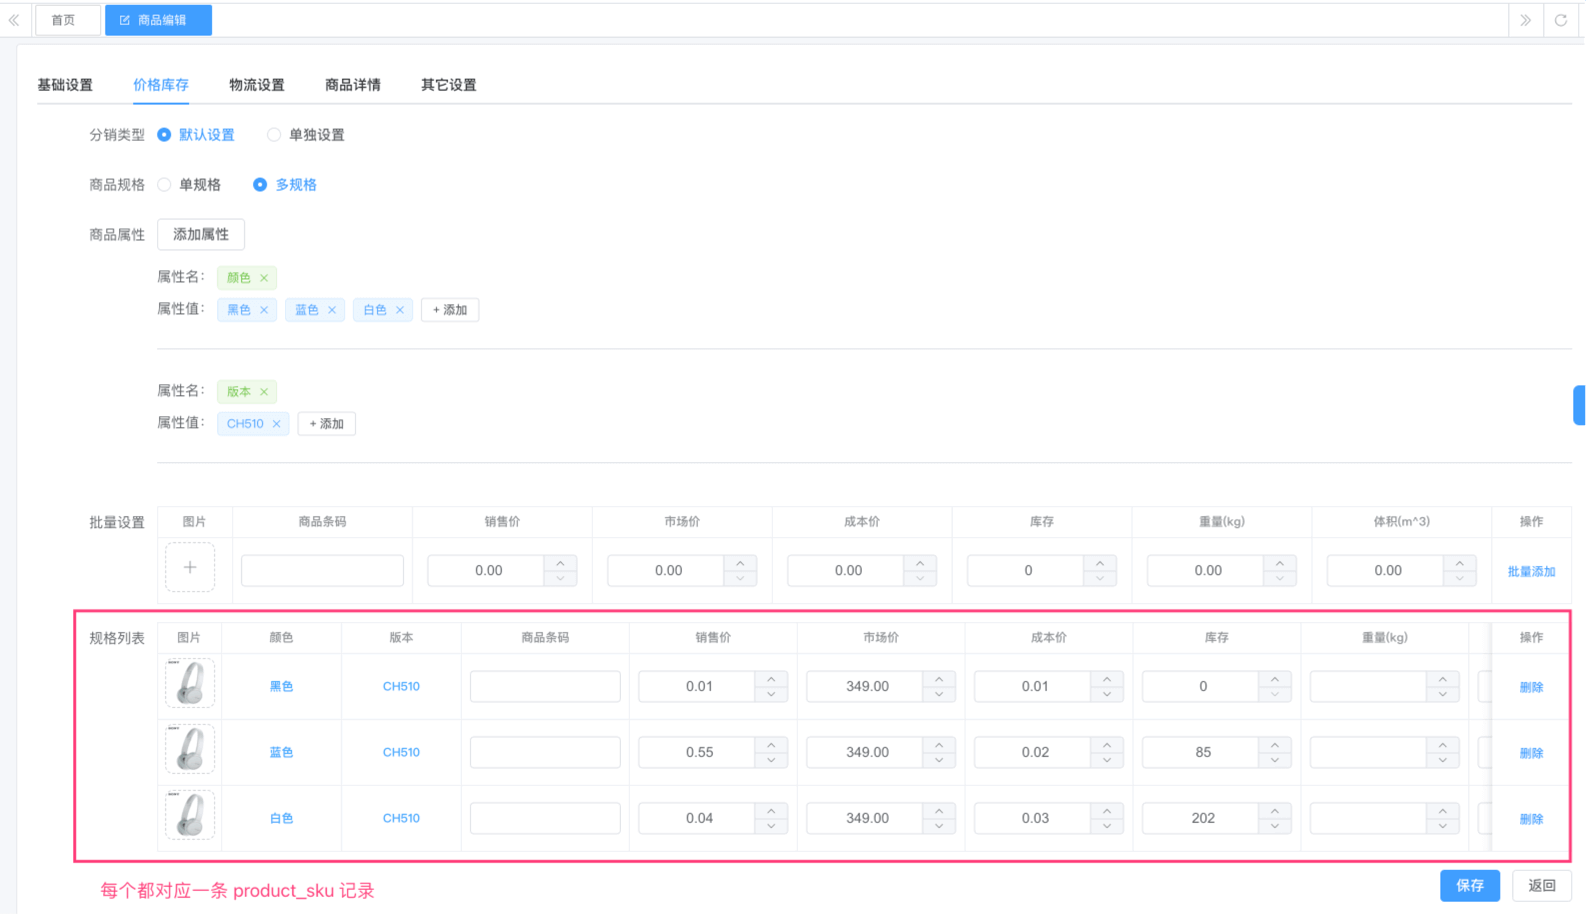 首页 商品编辑
基础设置 价格库存 物流设置 商品详情 其它设置
分销类型 默认设置 单独设置
商品规格 单规格 多规格
商品属性 添加属性
属性名： 颜色 ×
属性值： 黑色 × 蓝色 × 白色 × + 添加
属性名： 版本 ×
属性值： CH510 × + 添加
批量设置 图片 商品条码 销售价 市场价 成本价 库存 重量(kg) 体积(m^3) 操作
+ 0.00 0.00 0.00 0 0.00 0.00 批量添加
规格列表 图片 颜色 版本 商品条码 销售价 市场价 成本价 库存 重量(kg) 操作
黑色 CH510 0.01 349.00 0.01 0 删除
蓝色 CH510 0.55 349.00 0.02 85 删除
白色 CH510 0.04 349.00 0.03 202 删除
每个都对应一条 product_sku 记录
保存 返回